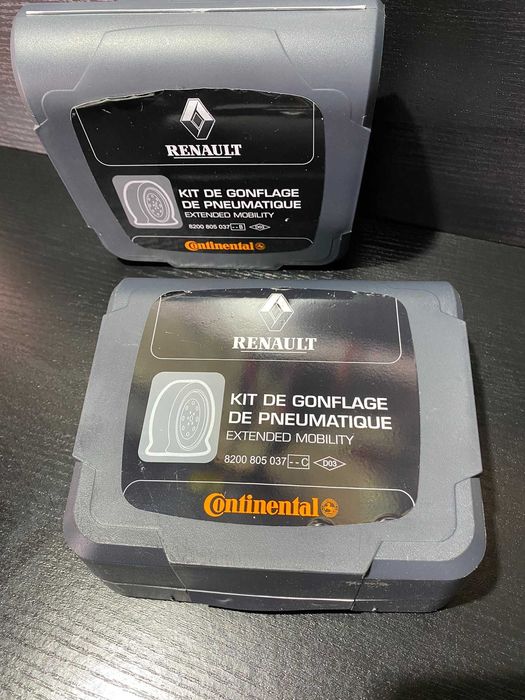 RENAULT
KIT DE GONFLAGE
DE PNEUMATIQUE
EXTENDED MOBILITY
8200 805 037 --B D03
Continental
RENAULT
KIT DE GONFLAGE
DE PNEUMATIQUE
EXTENDED MOBILITY
8200 805 037 --C D03
Continental